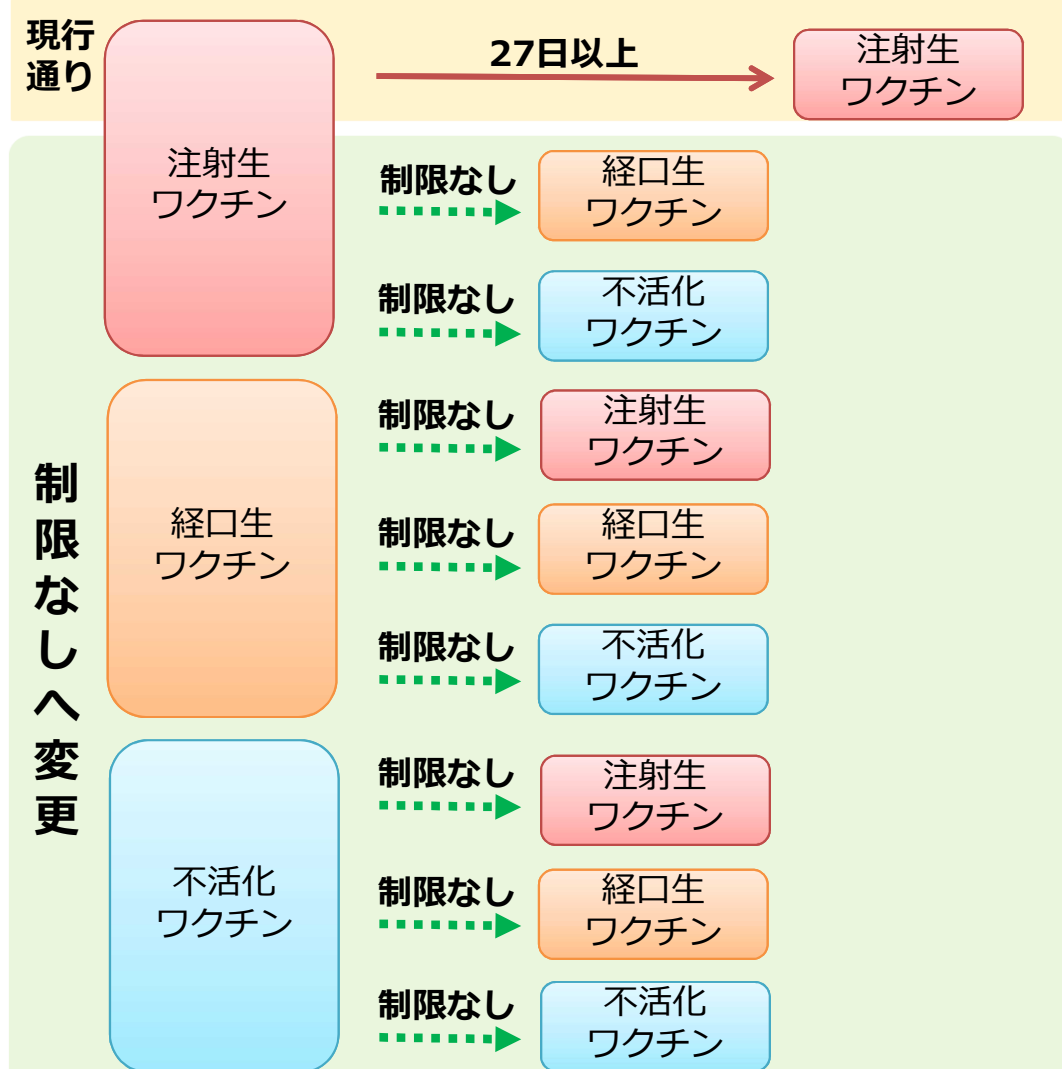 現行
通り
注射生
ワクチン
27日以上
注射生
ワクチン
制限なし
経口生
ワクチン
制限なし
不活化
ワクチン
制限なしへ変更
経口生
ワクチン
制限なし
注射生
ワクチン
制限なし
経口生
ワクチン
制限なし
不活化
ワクチン
不活化
ワクチン
制限なし
注射生
ワクチン
制限なし
経口生
ワクチン
制限なし
不活化
ワクチン